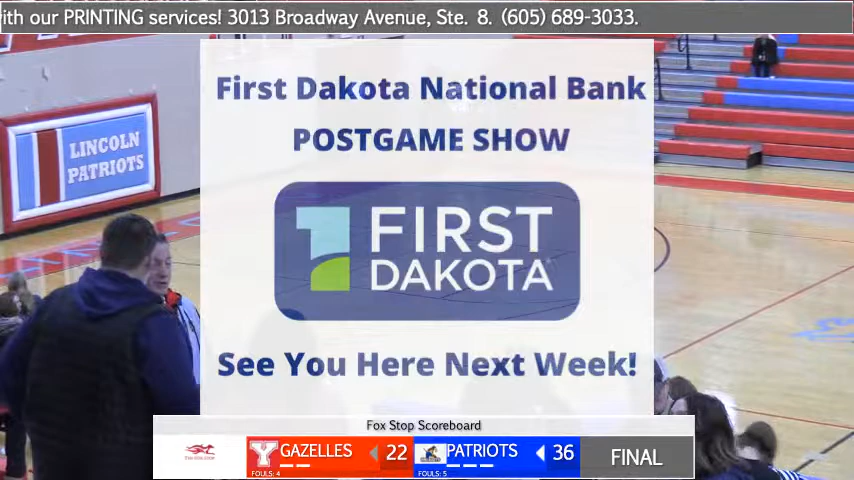 ith our PRINTING services! 3013 Broadway Avenue, Ste. 8. (605) 689-3033.
First Dakota National Bank
POSTGAME SHOW
LINCOLN
PATRIOTS
FIRST
DAKOTA
See You Here Next Week!
Fox Stop Scoreboard
Y GAZELLES 22 PATRIOTS 36 FINAL
FOULS: 4 FOULS: 5